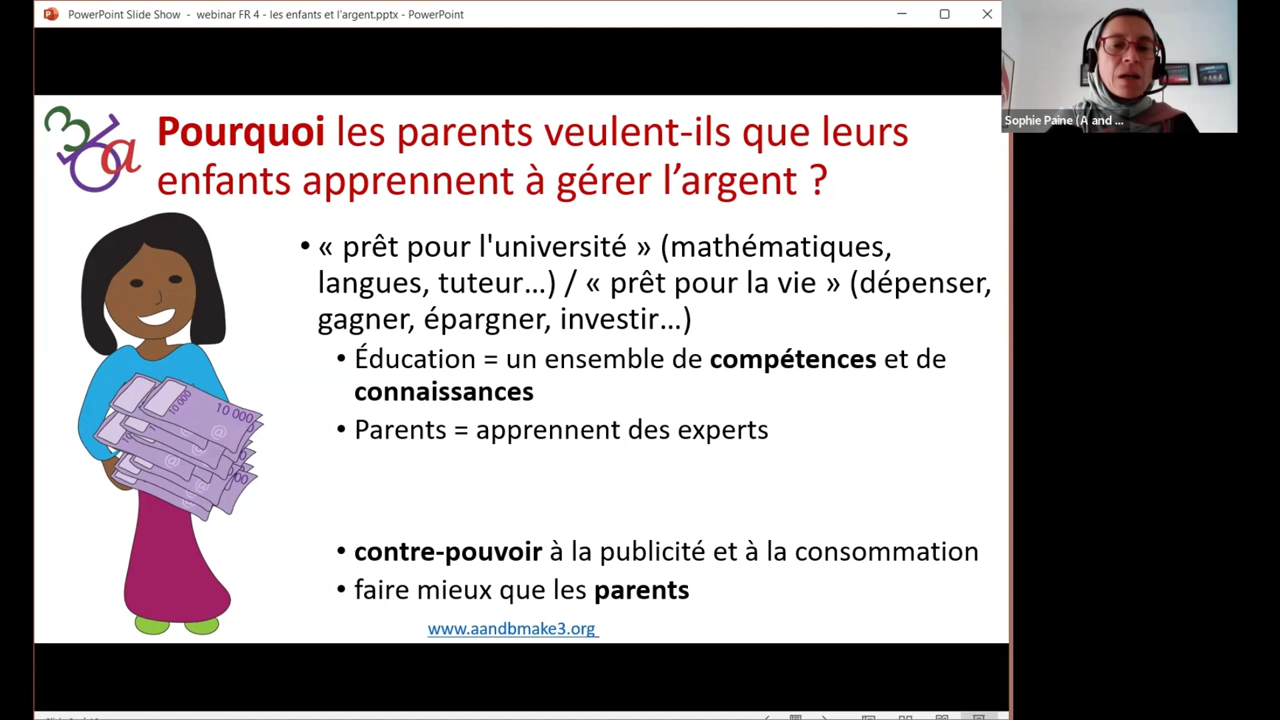 PowerPoint Slide Show - webinar FR 4 - les enfants et l'argent.pptx - PowerPoint
Sophie Paine (A and ...
Pourquoi les parents veulent-ils que leurs
enfants apprennent à gérer l’argent ?
• « prêt pour l'université » (mathématiques,
langues, tuteur…) / « prêt pour la vie » (dépenser,
gagner, épargner, investir…)
• Éducation = un ensemble de compétences et de
connaissances
• Parents = apprennent des experts
• contre-pouvoir à la publicité et à la consommation
• faire mieux que les parents
www.aandbmake3.org
10 000
10 000